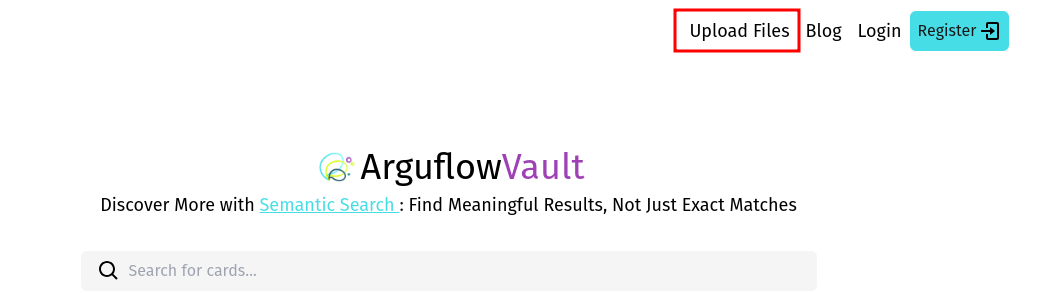 Upload Files Blog Login Register
ArguflowVault
Discover More with Semantic Search : Find Meaningful Results, Not Just Exact Matches
Search for cards...